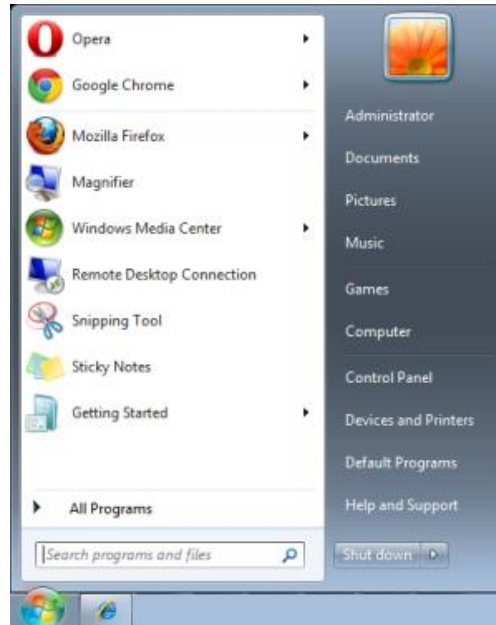 Opera
Google Chrome
Mozilla Firefox
Magnifier
Windows Media Center
Remote Desktop Connection
Snipping Tool
Sticky Notes
Getting Started
All Programs
Search programs and files
Administrator
Documents
Pictures
Music
Games
Computer
Control Panel
Devices and Printers
Default Programs
Help and Support
Shut down